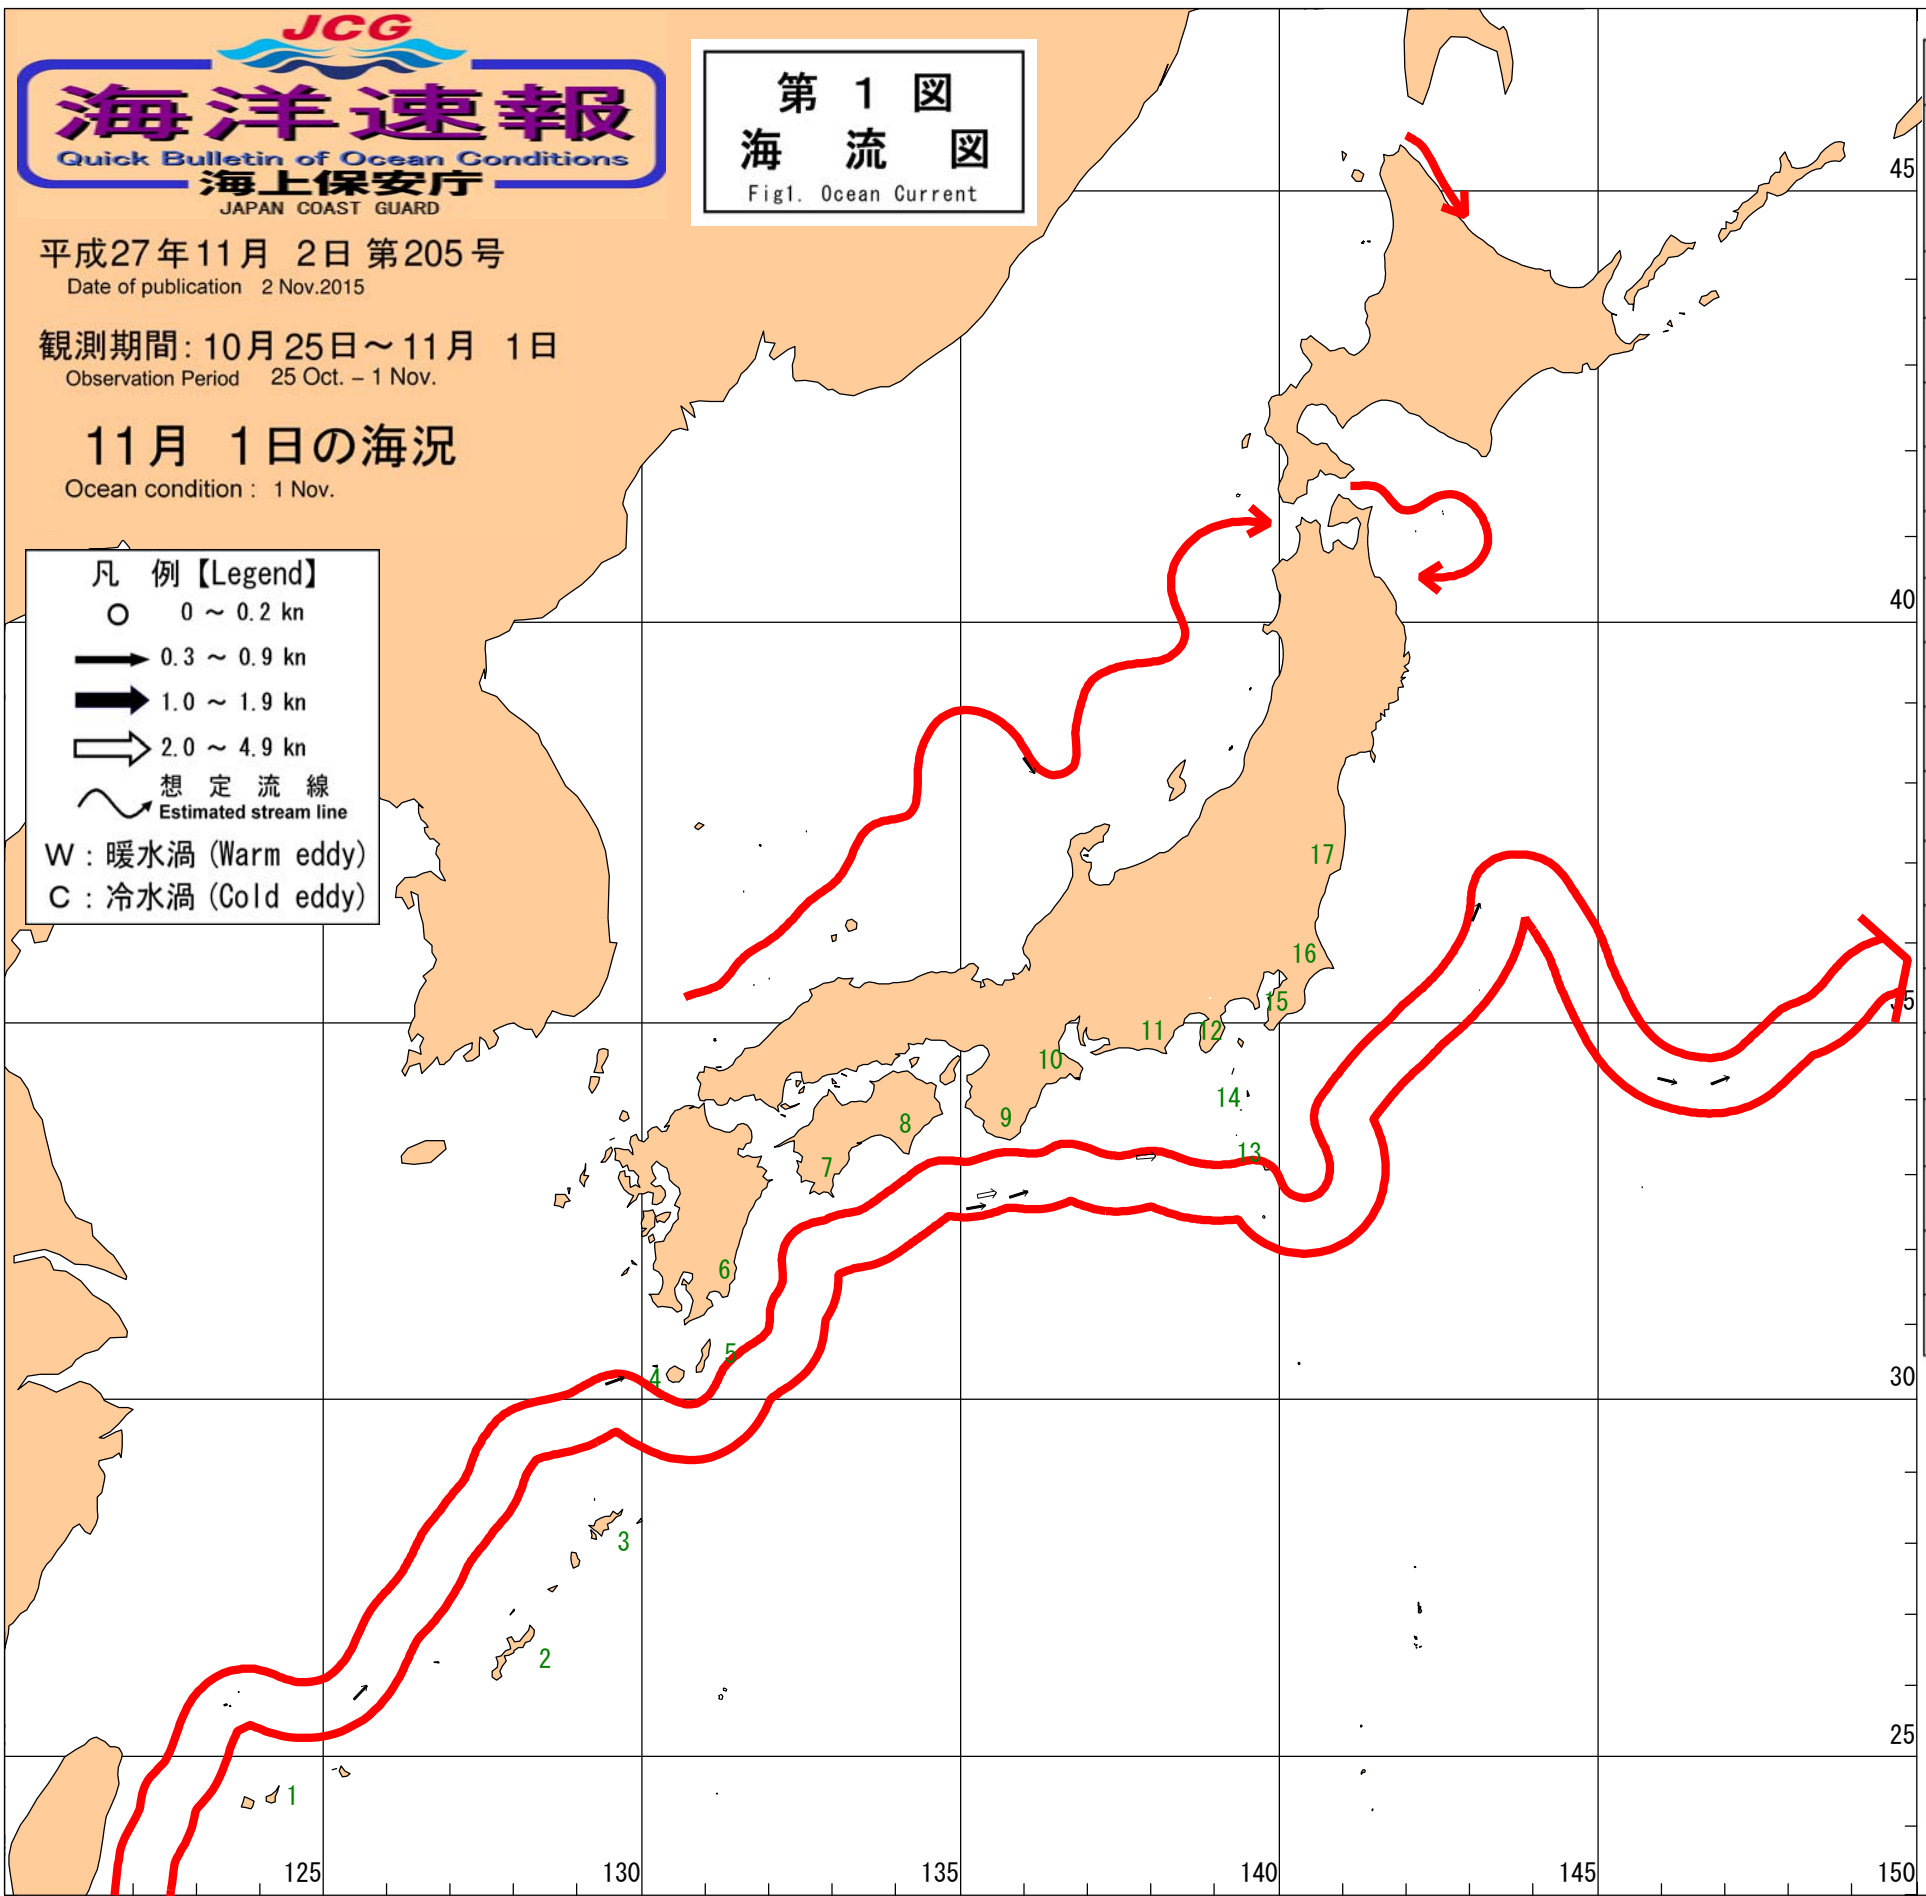 JCG
海洋速報
Quick Bulletin of Ocean Conditions
海上保安庁
JAPAN COAST GUARD
平成27年11月 2日 第205号
Date of publication 2 Nov.2015
観測期間: 10月25日～11月 1日
Observation Period 25 Oct. – 1 Nov.
11月 1日の海況
Ocean condition : 1 Nov.
第 1 図
海 流 図
Fig1. Ocean Current
凡 例【Legend】
0 ～ 0.2 kn
0.3 ～ 0.9 kn
1.0 ～ 1.9 kn
2.0 ～ 4.9 kn
想 定 流 線
Estimated stream line
W : 暖水渦 (Warm eddy)
C : 冷水渦 (Cold eddy)
45
40
17
16
15
35
12
11
10
14
9
8
13
7
6
5
4
30
3
2
25
1
125
130
135
140
145
150